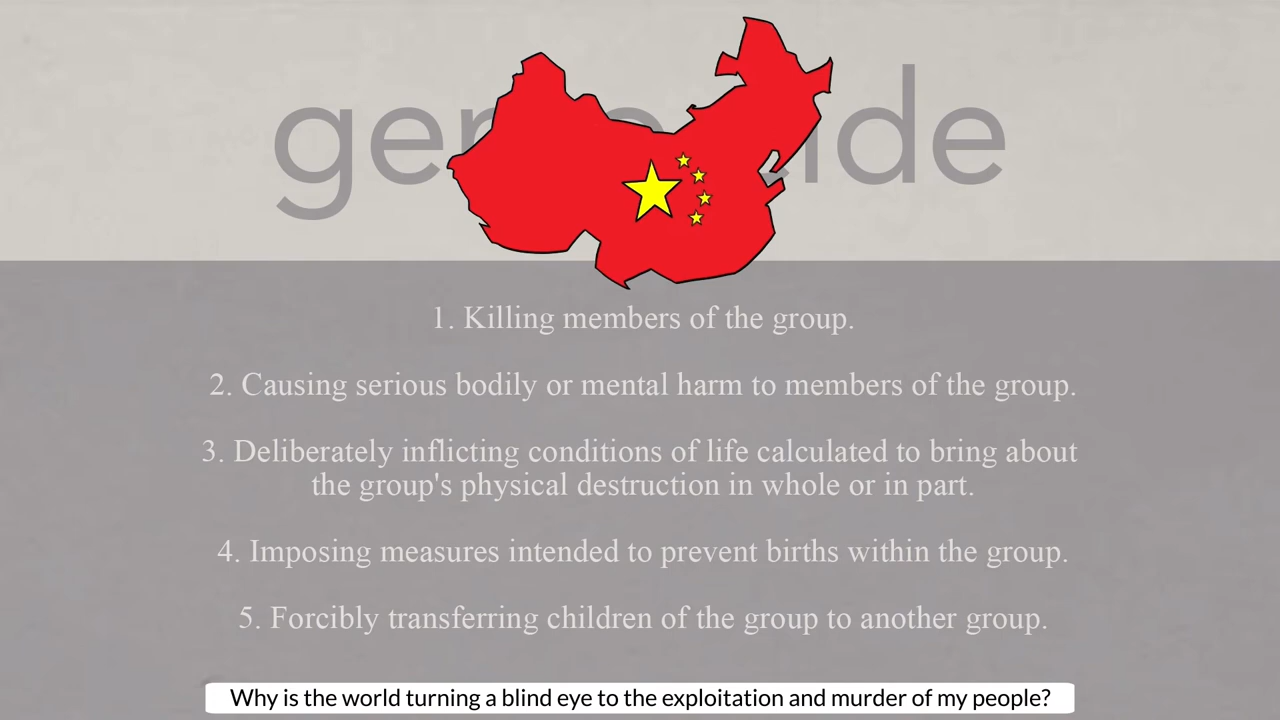 genocide
1. Killing members of the group.
2. Causing serious bodily or mental harm to members of the group.
3. Deliberately inflicting conditions of life calculated to bring about
the group's physical destruction in whole or in part.
4. Imposing measures intended to prevent births within the group.
5. Forcibly transferring children of the group to another group.
Why is the world turning a blind eye to the exploitation and murder of my people?